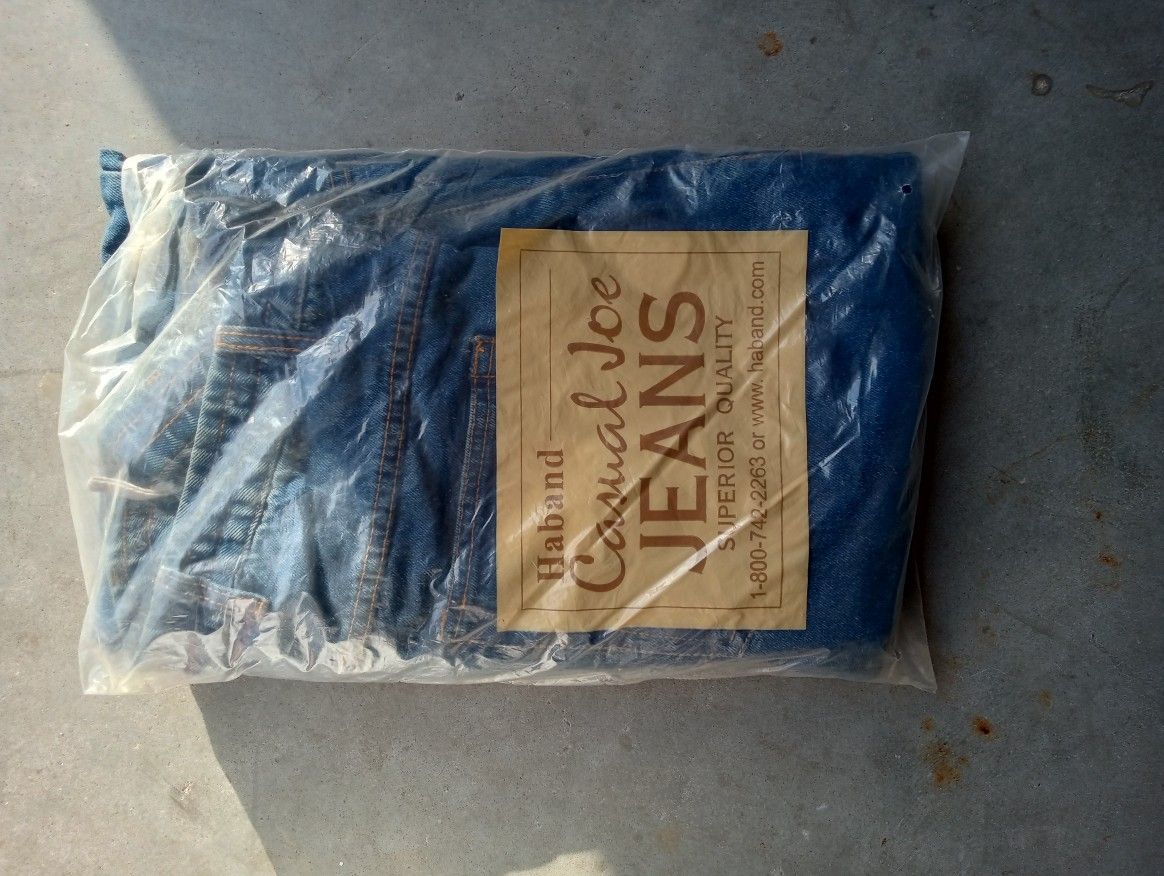 Haband
Casual Joe
JEANS
SUPERIOR QUALITY
1-800-742-2263 or www.haband.com